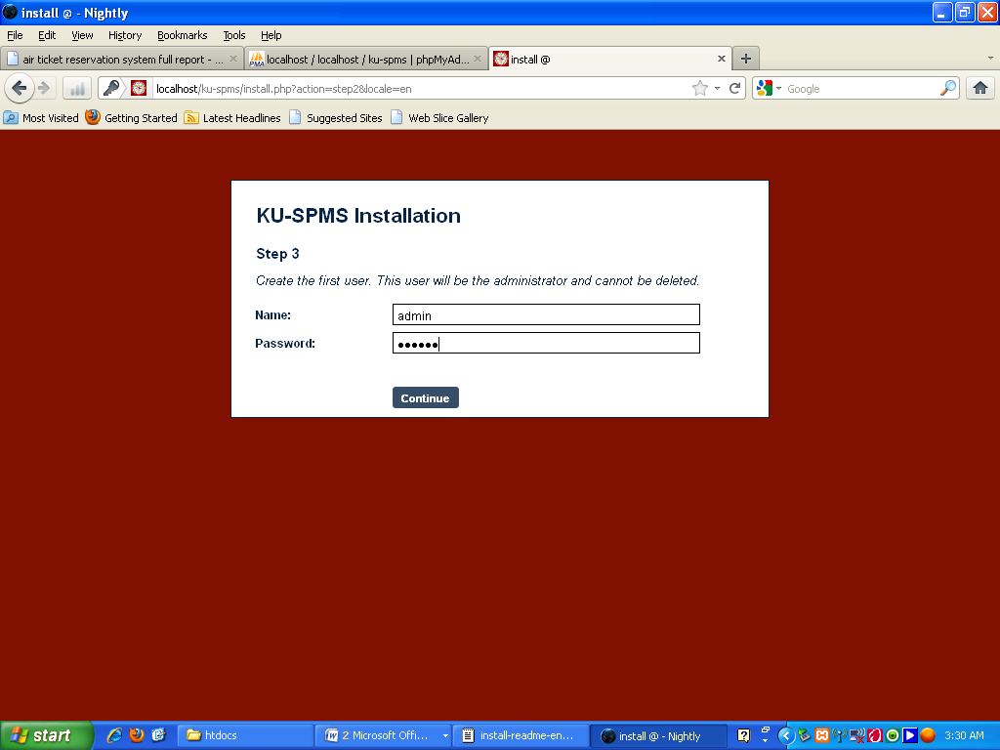 install @ - Nightly
File Edit View History Bookmarks Tools Help
air ticket reservation system full report - ...
localhost / localhost / ku-spms | phpMyAd...
install @
localhost/ku-spms/install.php?action=step2&locale=en
Google
Most Visited Getting Started Latest Headlines Suggested Sites Web Slice Gallery
KU-SPMS Installation
Step 3
Create the first user. This user will be the administrator and cannot be deleted.
Name: admin
Password: ●●●●●●
Continue
start htdocs 2 Microsoft Offi... install-readme-en... install @ - Nightly 3:30 AM